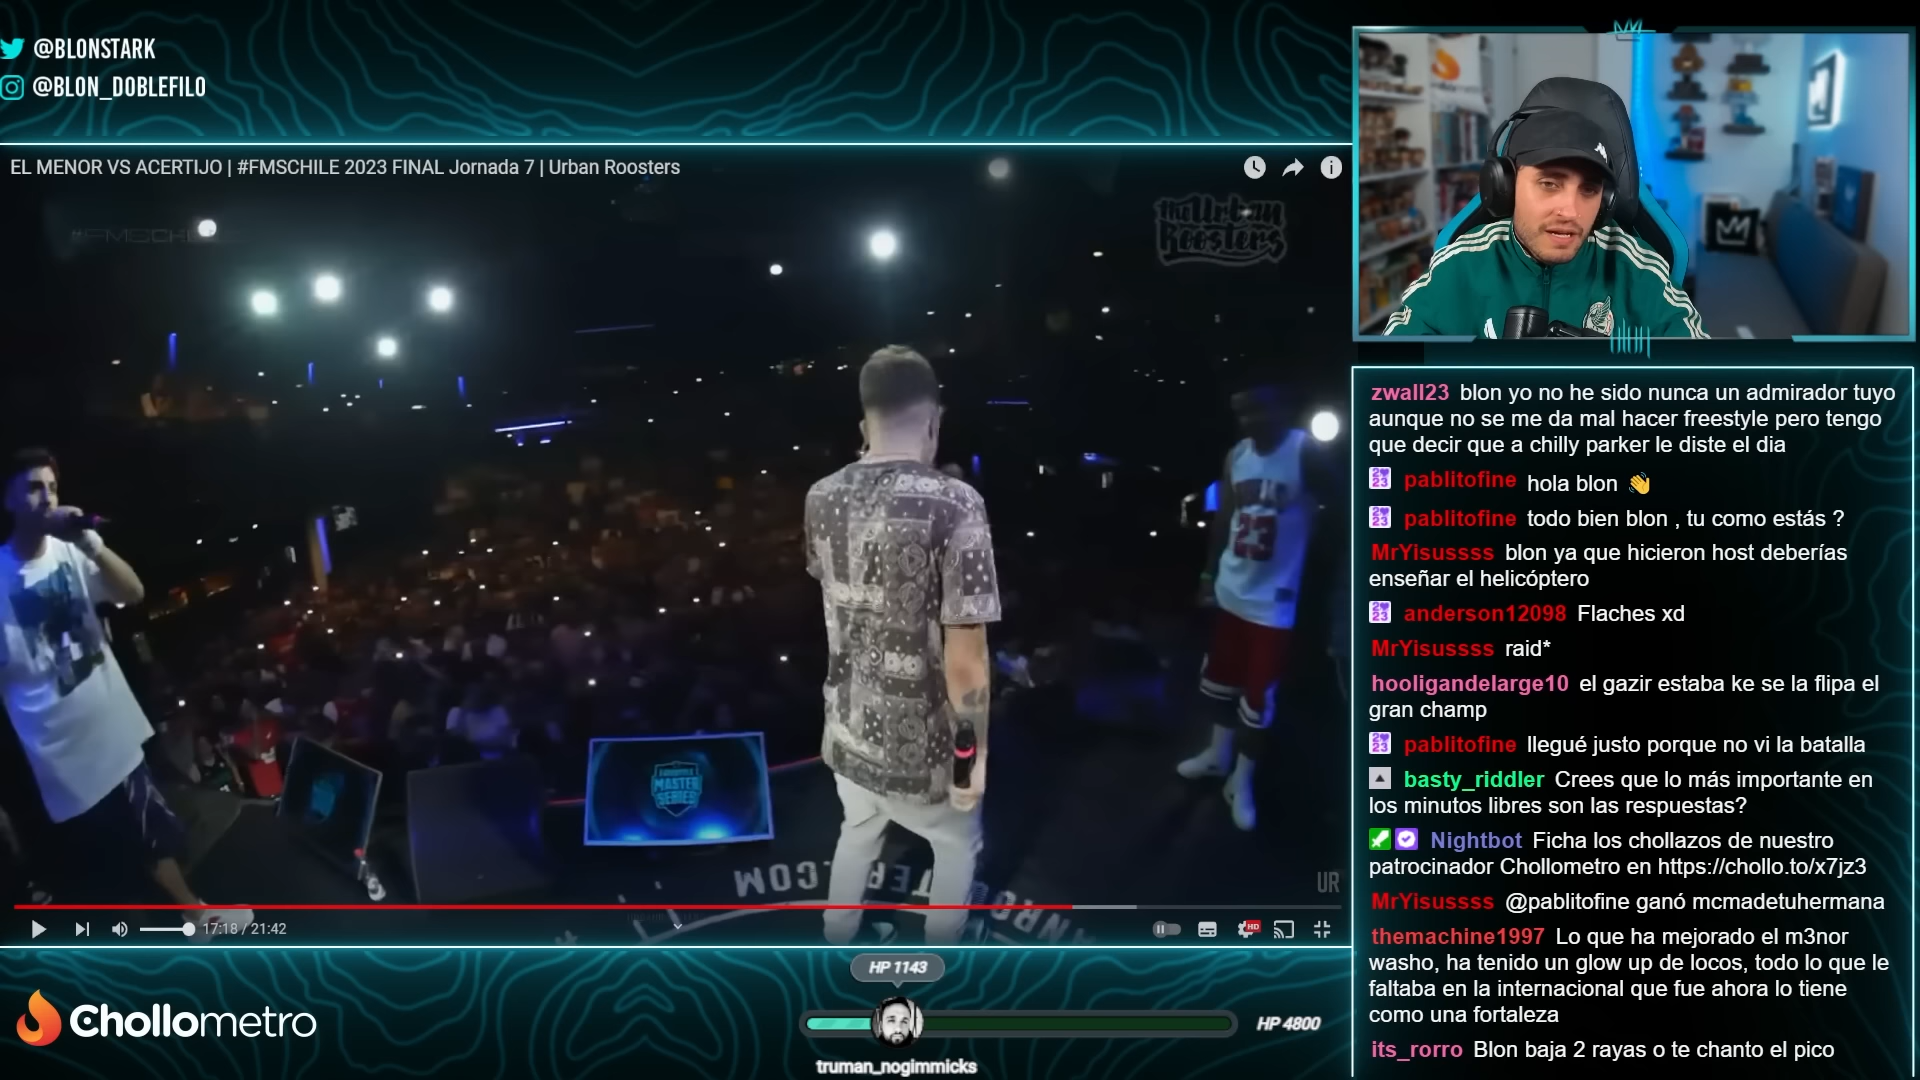 @BLONSTARK
@BLON_DOBLEFILO
EL MENOR VS ACERTIJO | #FMSCHILE 2023 FINAL Jornada 7 | Urban Roosters
#FMSCHIL
the Urban
Roosters
23
MASTER
SERIES
UR
17:18 / 21:42
HD
Chollometro
HP 1143
HP 4800
truman_nogimmicks
zwall23 blon yo no he sido nunca un admirador tuyo
aunque no se me da mal hacer freestyle pero tengo
que decir que a chilly parker le diste el dia
pablitofine hola blon 👋
pablitofine todo bien blon , tu como estás ?
MrYisussss blon ya que hicieron host deberías
enseñar el helicóptero
anderson12098 Flaches xd
MrYisussss raid*
hooligandelarge10 el gazir estaba ke se la flipa el
gran champ
pablitofine llegué justo porque no vi la batalla
basty_riddler Crees que lo más importante en
los minutos libres son las respuestas?
Nightbot Ficha los chollazos de nuestro
patrocinador Chollometro en https://chollo.to/x7jz3
MrYisussss @pablitofine ganó mcmadetuhermana
themachine1997 Lo que ha mejorado el m3nor
washo, ha tenido un glow up de locos, todo lo que le
faltaba en la internacional que fue ahora lo tiene
como una fortaleza
its_rorro Blon baja 2 rayas o te chanto el pico